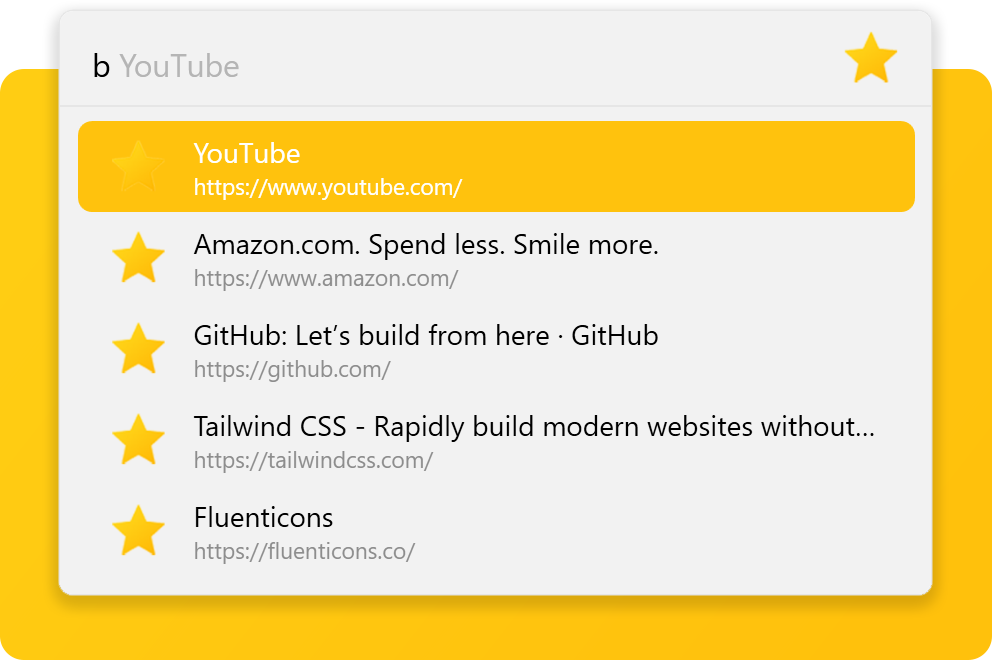 b YouTube
YouTube
https://www.youtube.com/
Amazon.com. Spend less. Smile more.
https://www.amazon.com/
GitHub: Let’s build from here · GitHub
https://github.com/
Tailwind CSS - Rapidly build modern websites without...
https://tailwindcss.com/
Fluenticons
https://fluenticons.co/